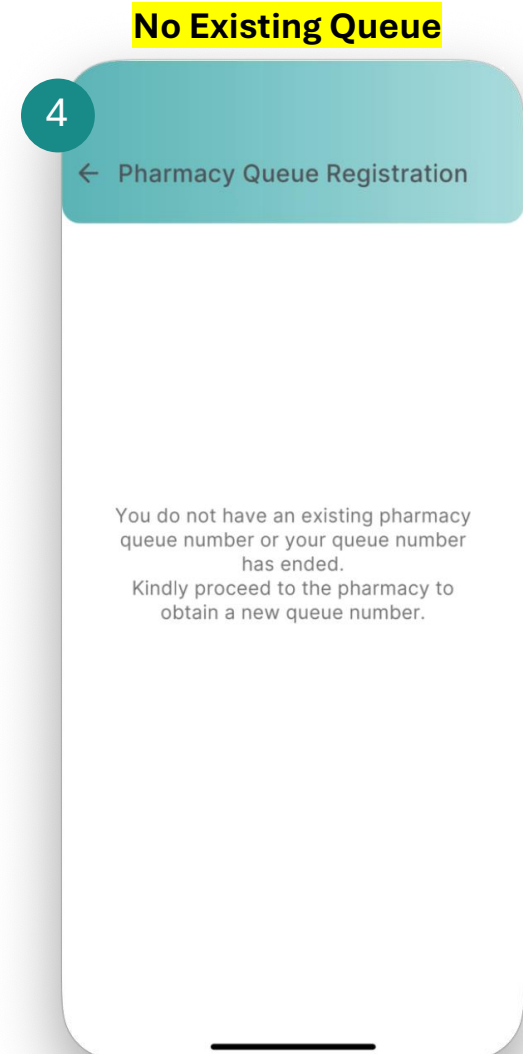 No Existing Queue
4
← Pharmacy Queue Registration
You do not have an existing pharmacy
queue number or your queue number
has ended.
Kindly proceed to the pharmacy to
obtain a new queue number.